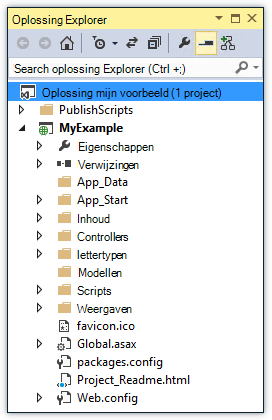 Oplossing Explorer
Search oplossing Explorer (Ctrl +;)
Oplossing mijn voorbeeld (1 project)
PublishScripts
MyExample
Eigenschappen
Verwijzingen
App_Data
App_Start
Inhoud
Controllers
lettertypen
Modellen
Scripts
Weergaven
favicon.ico
Global.asax
packages.config
Project_Readme.html
Web.config